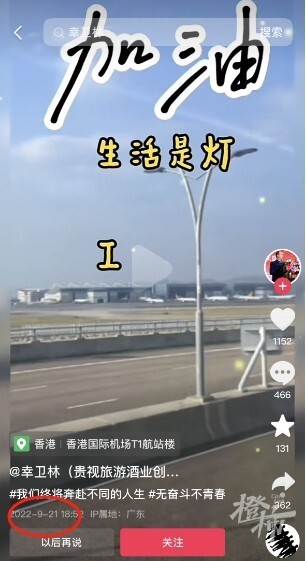 幸卫林
搜索
加油
生活是灯
工
1152
466
131
香港｜香港国际机场T1航站楼
@幸卫林（贵视旅游酒业创...
#我们终将奔赴不同的人生 #无奋斗不青春
362
2022-9-21 18:52 IP属地：广东
橙柿
以后再说
关注